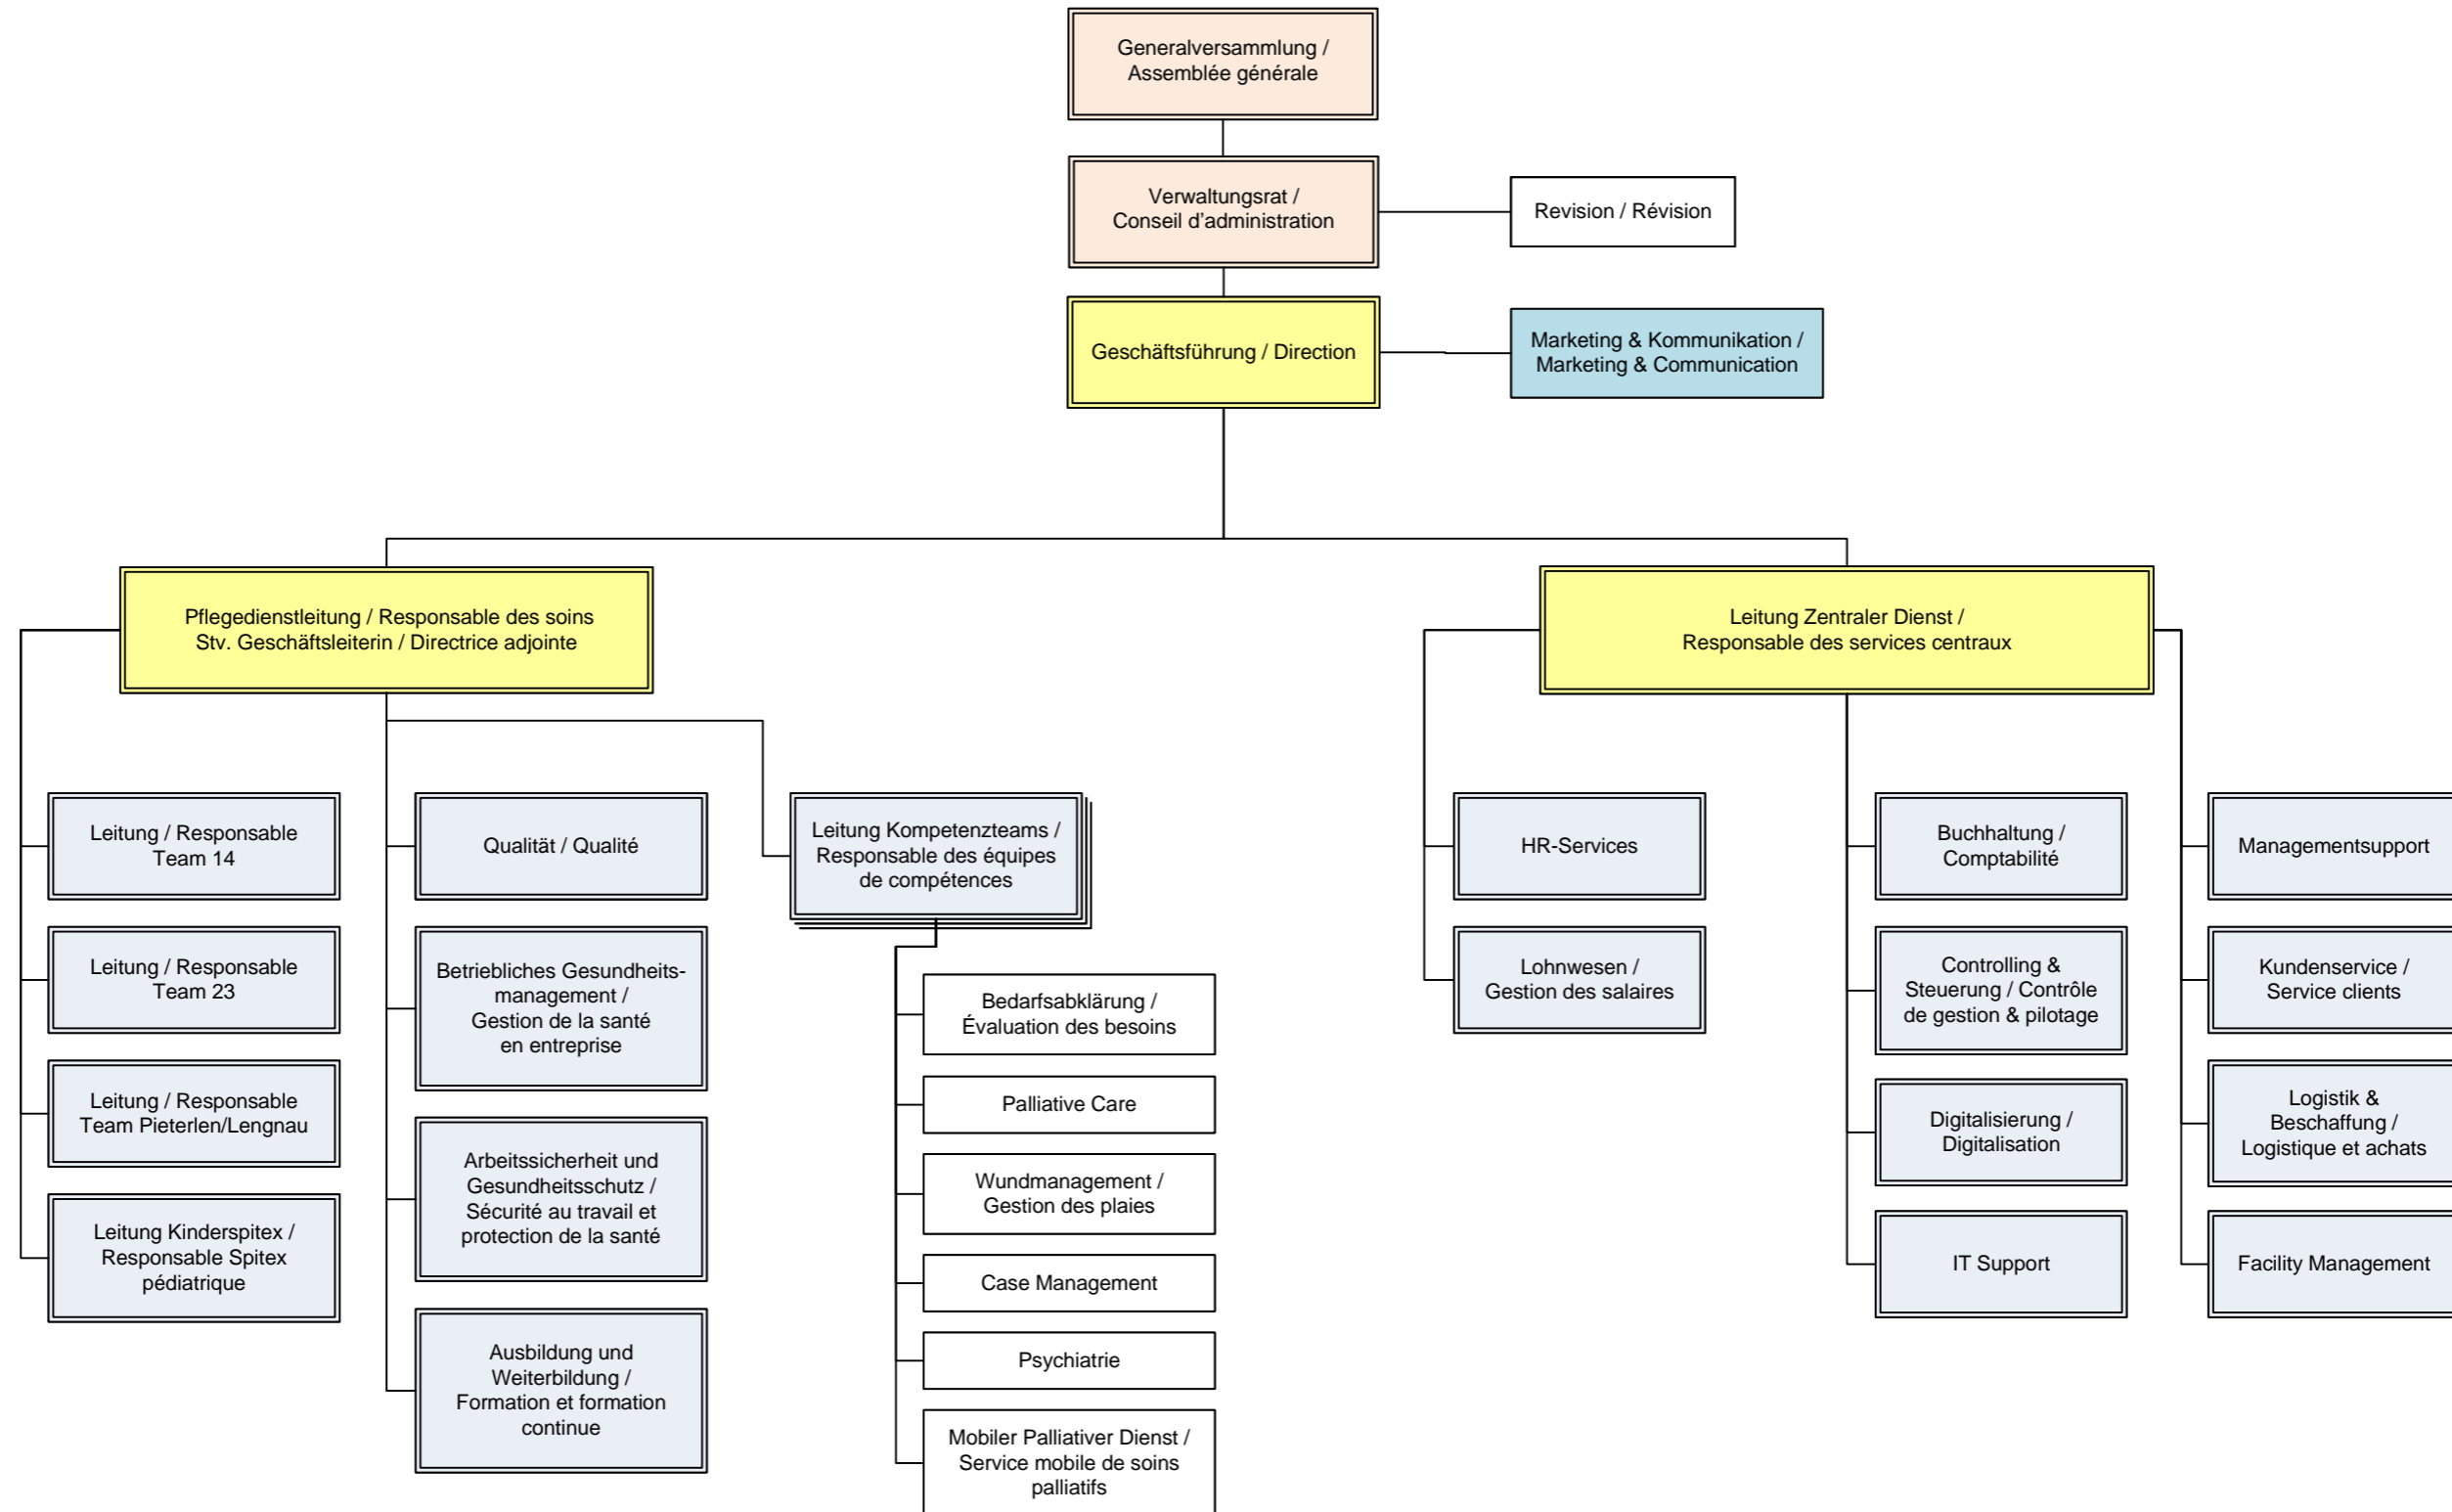 Generalversammlung /
Assemblée générale
Verwaltungsrat /
Conseil d'administration
Revision / Révision
Geschäftsführung / Direction
Marketing & Kommunikation /
Marketing & Communication
Pflegedienstleitung / Responsable des soins
Stv. Geschäftsleiterin / Directrice adjointe
Leitung Zentraler Dienst /
Responsable des services centraux
Leitung / Responsable
Team 14
Leitung / Responsable
Team 23
Leitung / Responsable
Team Pieterlen/Lengnau
Leitung Kinderspitex /
Responsable Spitex
pédiatrique
Qualität / Qualité
Betriebliches Gesundheits-
management /
Gestion de la santé
en entreprise
Arbeitssicherheit und
Gesundheitsschutz /
Sécurité au travail et
protection de la santé
Ausbildung und
Weiterbildung /
Formation et formation
continue
Leitung Kompetenzteams /
Responsable des équipes
de compétences
Bedarfsabklärung /
Évaluation des besoins
Palliative Care
Wundmanagement /
Gestion des plaies
Case Management
Psychiatrie
Mobiler Palliativer Dienst /
Service mobile de soins
palliatifs
HR-Services
Lohnwesen /
Gestion des salaires
Buchhaltung /
Comptabilité
Controlling &
Steuerung / Contrôle
de gestion & pilotage
Digitalisierung /
Digitalisation
IT Support
Managementsupport
Kundenservice /
Service clients
Logistik &
Beschaffung /
Logistique et achats
Facility Management